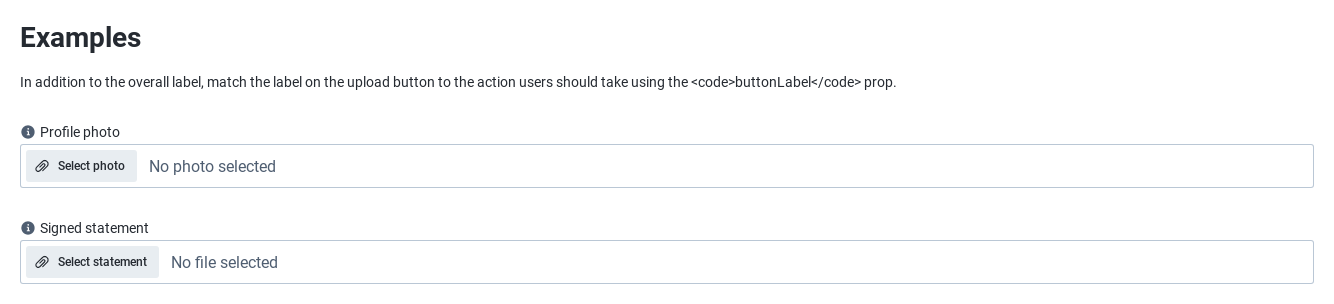 Examples
In addition to the overall label, match the label on the upload button to the action users should take using the <code>buttonLabel</code> prop.
Profile photo
Select photo No photo selected
Signed statement
Select statement No file selected